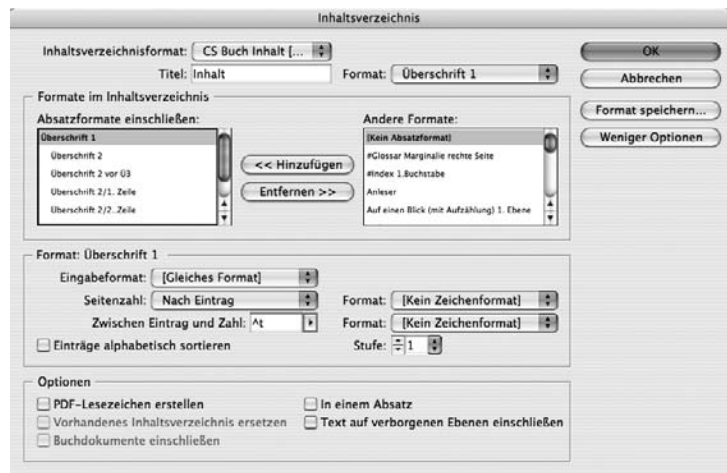 Inhaltsverzeichnis
Inhaltsverzeichnisformat: CS Buch Inhalt [...
OK
Titel: Inhalt Format: Überschrift 1
Abbrechen
Formate im Inhaltsverzeichnis
Format speichern...
Absatzformate einschließen: Andere Formate:
Weniger Optionen
Überschrift 1 [Kein Absatzformat]
Überschrift 2 #Glossar Marginalie rechte Seite
<< Hinzufügen
Überschrift 2 vor Ü3 #Index 1.Buchstabe
Überschrift 2/1. Zeile Anleser
Entfernen >>
Überschrift 2/2..Zeile Auf einen Blick (mit Aufzählung) 1. Ebene
Format: Überschrift 1
Eingabeformat: [Gleiches Format]
Seitenzahl: Nach Eintrag Format: [Kein Zeichenformat]
Zwischen Eintrag und Zahl: ^t Format: [Kein Zeichenformat]
Einträge alphabetisch sortieren Stufe: 1
Optionen
PDF-Lesezeichen erstellen In einem Absatz
Vorhandenes Inhaltsverzeichnis ersetzen Text auf verborgenen Ebenen einschließen
Buchdokumente einschließen